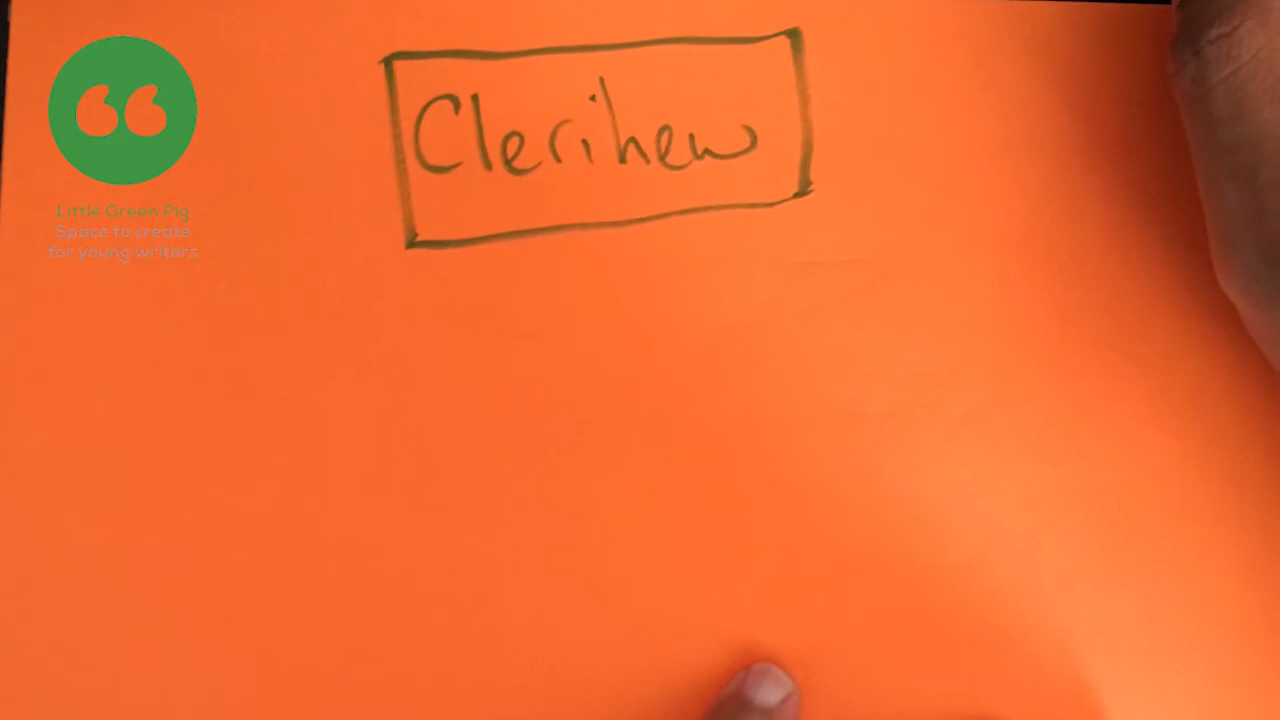 Clerihew
Little Green Pig
Space to create
for young writers